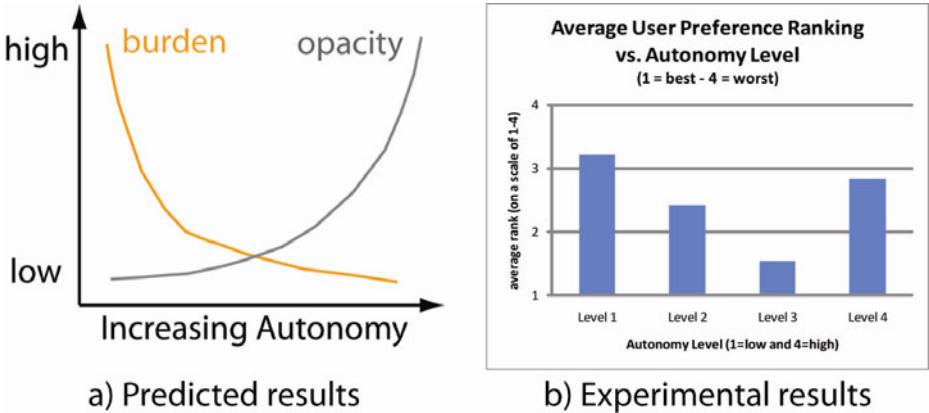 high
burden
opacity
low
Increasing Autonomy
a) Predicted results
Average User Preference Ranking
vs. Autonomy Level
(1 = best - 4 = worst)
average rank (on a scale of 1-4)
4
3
2
1
Level 1
Level 2
Level 3
Level 4
Autonomy Level (1=low and 4=high)
b) Experimental results